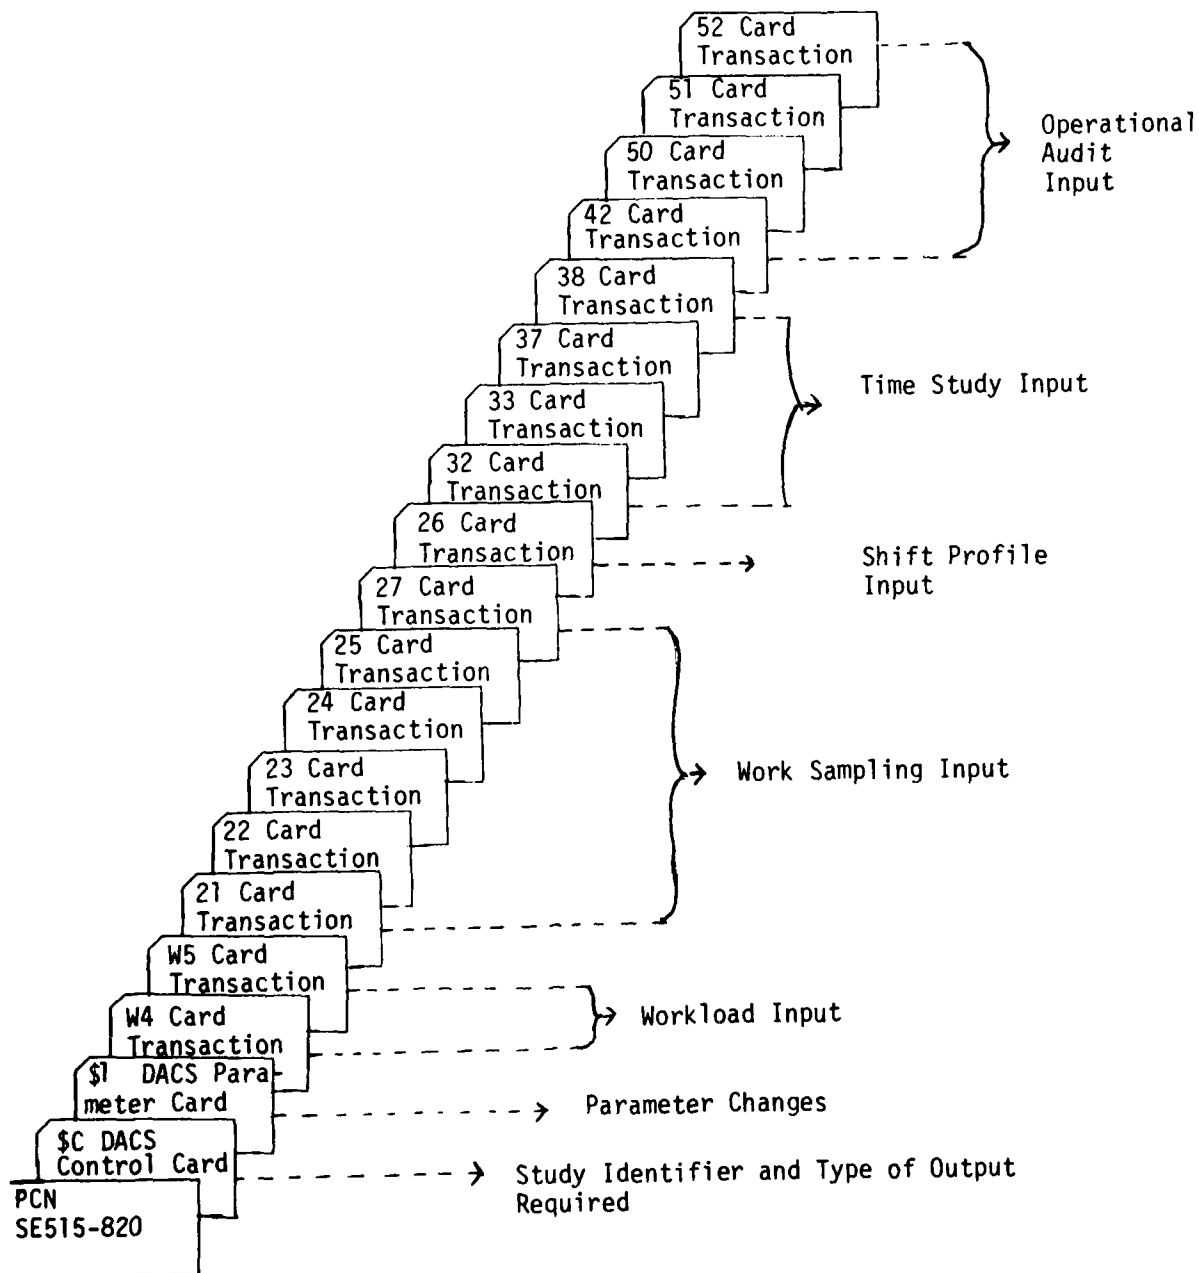 52 Card
Transaction
51 Card
Transaction
50 Card
Transaction
42 Card
Transaction
Operational
Audit
Input
38 Card
Transaction
37 Card
Transaction
33 Card
Transaction
32 Card
Transaction
Time Study Input
26 Card
Transaction
Shift Profile
Input
27 Card
Transaction
25 Card
Transaction
24 Card
Transaction
23 Card
Transaction
22 Card
Transaction
21 Card
Transaction
Work Sampling Input
W5 Card
Transaction
W4 Card
Transaction
Workload Input
$1 DACS Para-
meter Card
Parameter Changes
$C DACS
Control Card
Study Identifier and Type of Output
Required
PCN
SE515-820